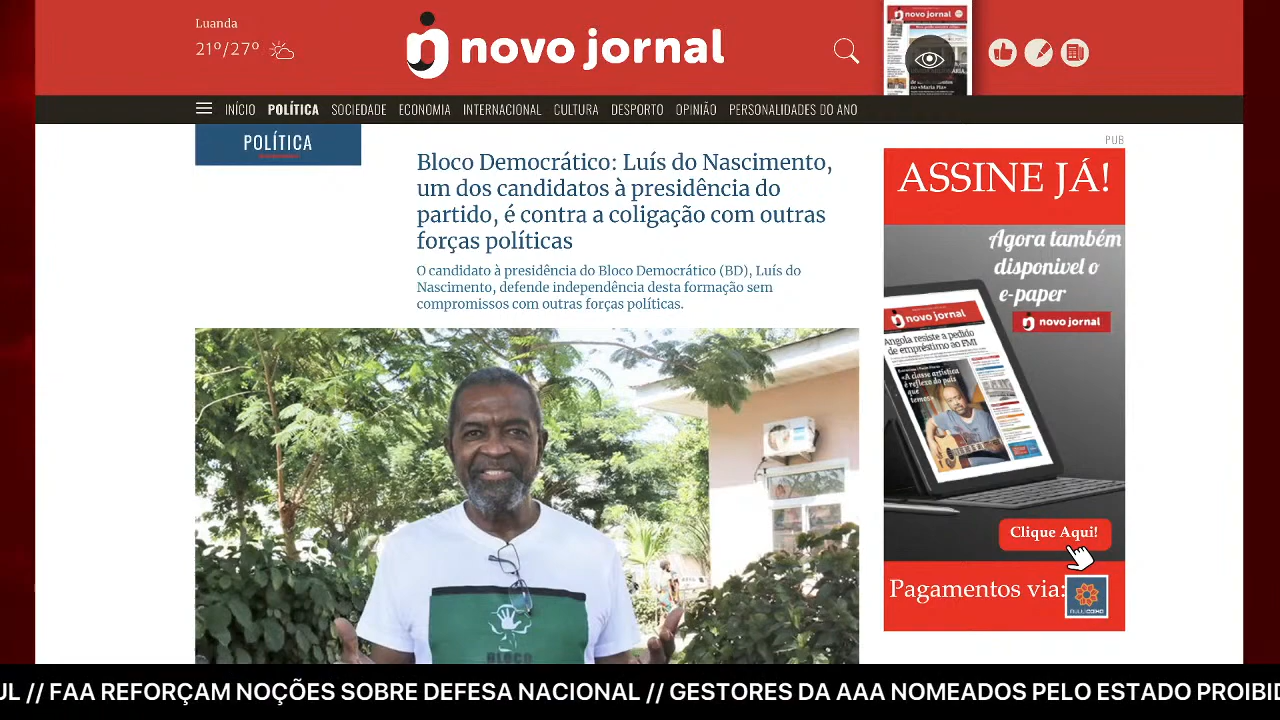 Luanda
21º/27º
novo jornal
novo jornal
INÍCIO POLÍTICA SOCIEDADE ECONOMIA INTERNACIONAL CULTURA DESPORTO OPINIÃO PERSONALIDADES DO ANO
POLÍTICA
Bloco Democrático: Luís do Nascimento,
um dos candidatos à presidência do
partido, é contra a coligação com outras
forças políticas
O candidato à presidência do Bloco Democrático (BD), Luís do
Nascimento, defende independência desta formação sem
compromissos com outras forças políticas.
BLOCO
PUB
ASSINE JÁ!
Agora também
disponivel o
e-paper
novo jornal
novo jornal
Angola resiste a pedido
de empréstimo ao FMI
«A classe artística
é reflexo do país
que
temos»
Clique Aqui!
Pagamentos via:
UL // FAA REFORÇAM NOÇÕES SOBRE DEFESA NACIONAL // GESTORES DA AAA NOMEADOS PELO ESTADO PROIBID